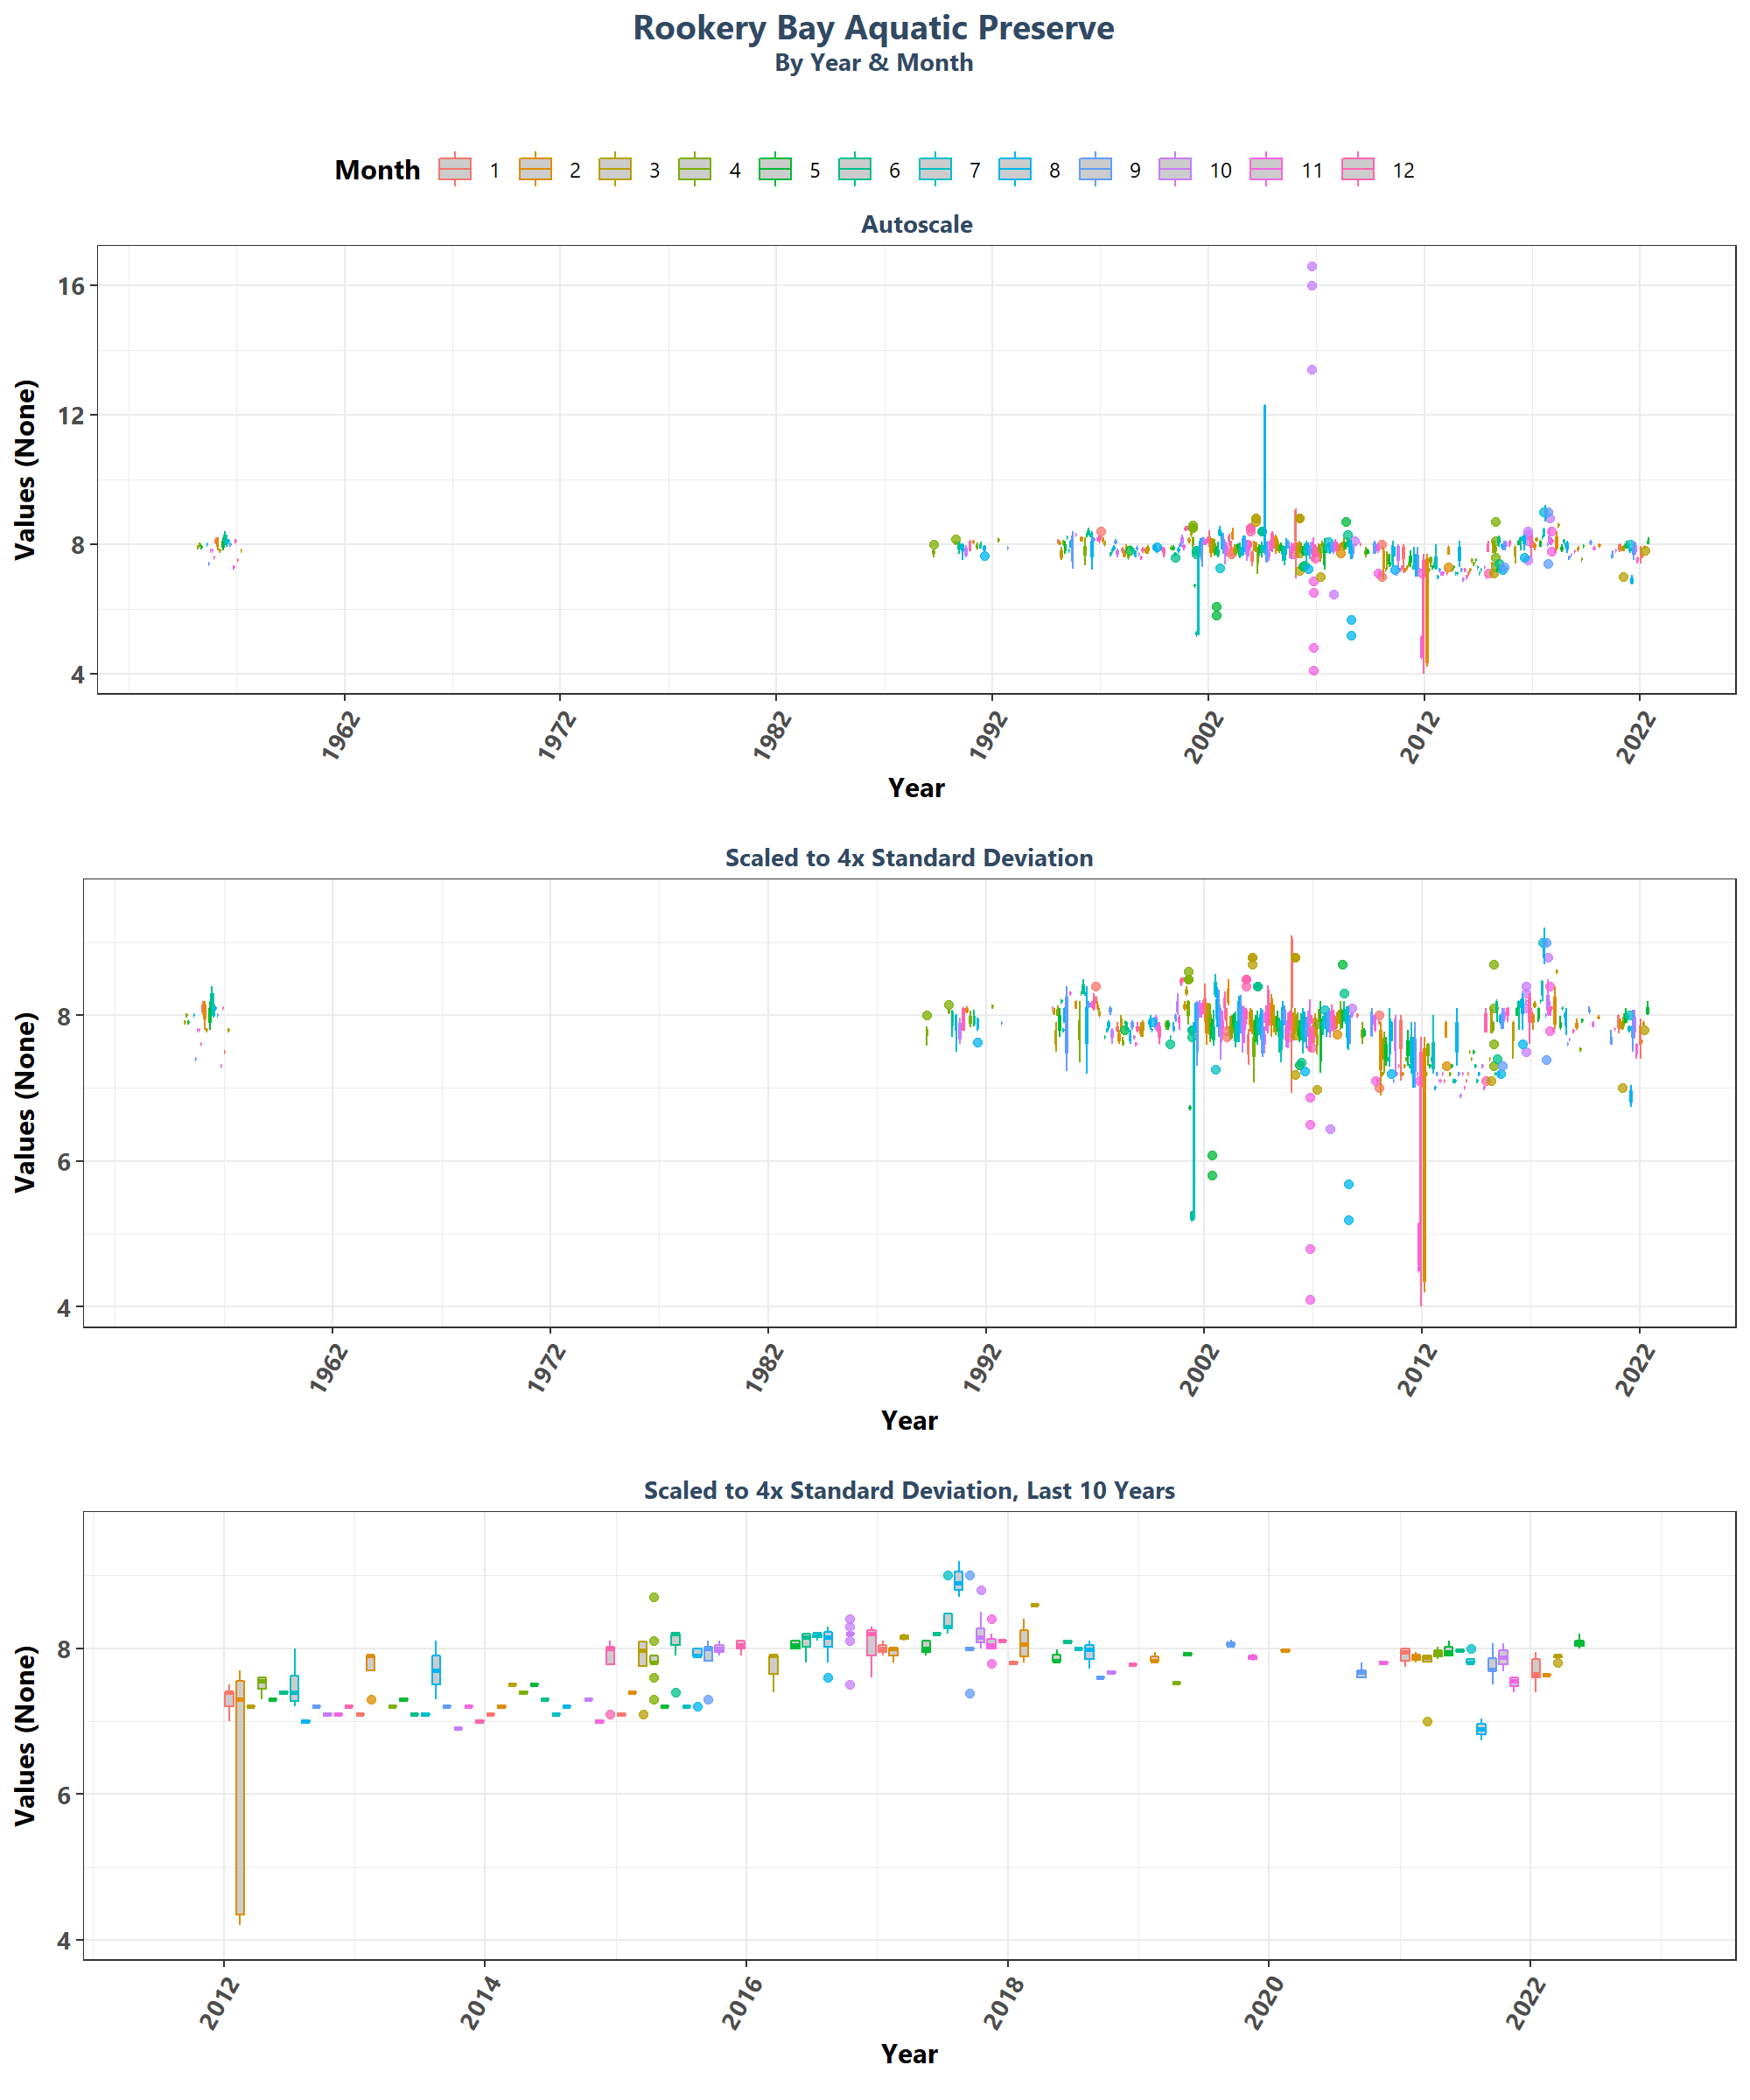 Rookery Bay Aquatic Preserve
By Year & Month
Month 1 2 3 4 5 6 7 8 9 10 11 12
Autoscale
Values (None)
16
12
8
4
1962 1972 1982 1992 2002 2012 2022
Year
Scaled to 4x Standard Deviation
Values (None)
8
6
4
1962 1972 1982 1992 2002 2012 2022
Year
Scaled to 4x Standard Deviation, Last 10 Years
Values (None)
8
6
4
2012 2014 2016 2018 2020 2022
Year